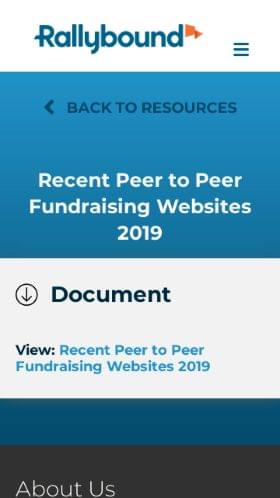 Rallybound
BACK TO RESOURCES
Recent Peer to Peer
Fundraising Websites
2019
Document
View: Recent Peer to Peer
Fundraising Websites 2019
About Us